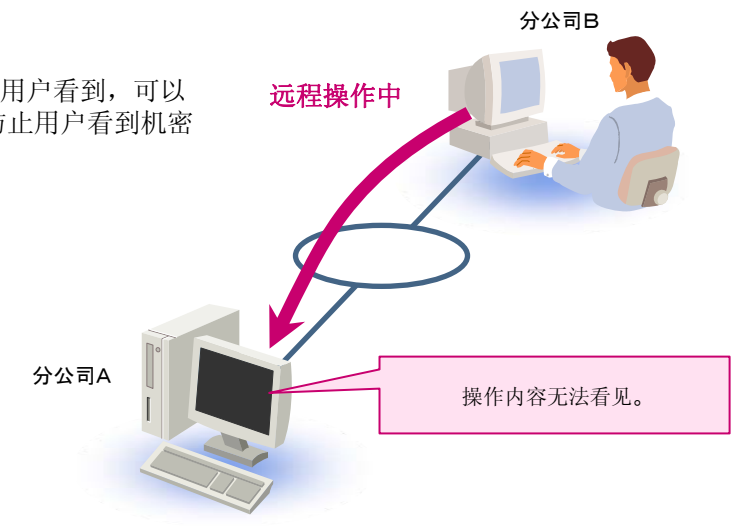 分公司B
用户看到，可以
防止用户看到机密
远程操作中
分公司A
操作内容无法看见。